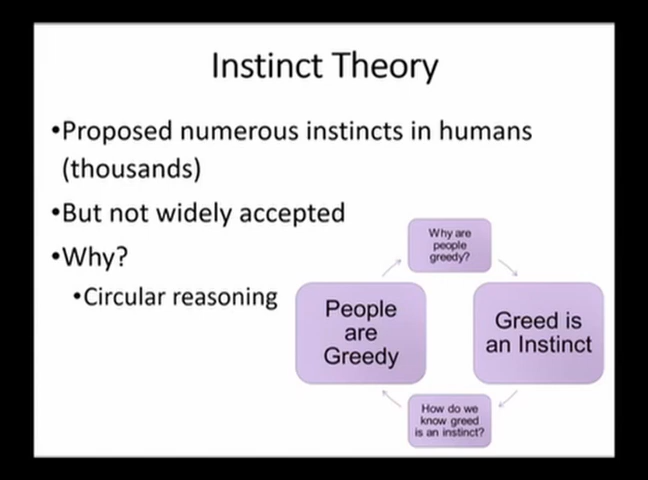 Instinct Theory
•Proposed numerous instincts in humans
(thousands)
•But not widely accepted
•Why?
•Circular reasoning
Why are
people
greedy?
People
are
Greedy
Greed is
an Instinct
How do we
know greed
is an instinct?